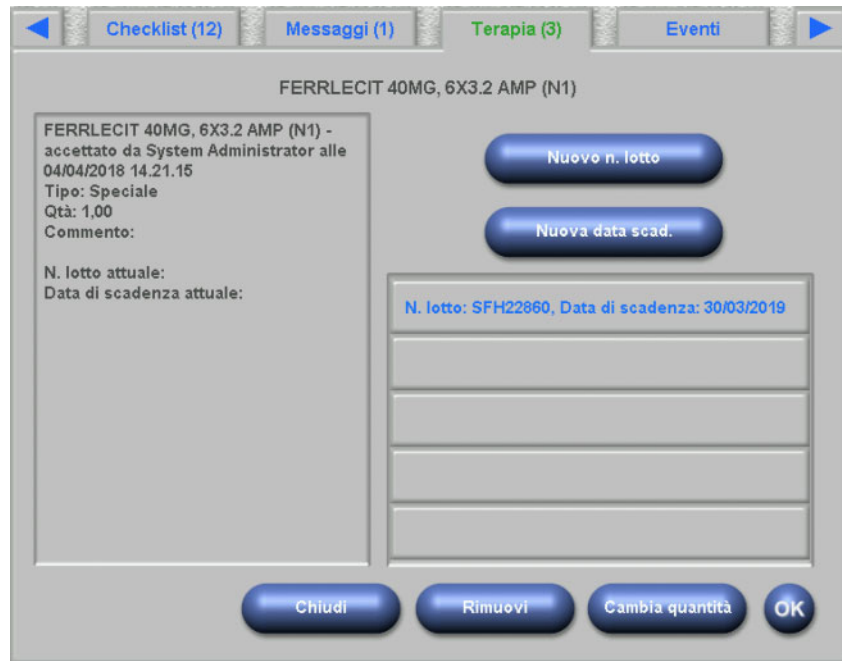 Checklist (12)
Messaggi (1)
Terapia (3)
Eventi
FERRLECIT 40MG, 6X3.2 AMP (N1)
FERRLECIT 40MG, 6X3.2 AMP (N1) -
accettato da System Administrator alle
04/04/2018 14.21.15
Tipo: Speciale
Qtà: 1,00
Commento:
N. lotto attuale:
Data di scadenza attuale:
Nuovo n. lotto
Nuova data scad.
N. lotto: SFH22860, Data di scadenza: 30/03/2019
Chiudi
Rimuovi
Cambia quantità
OK